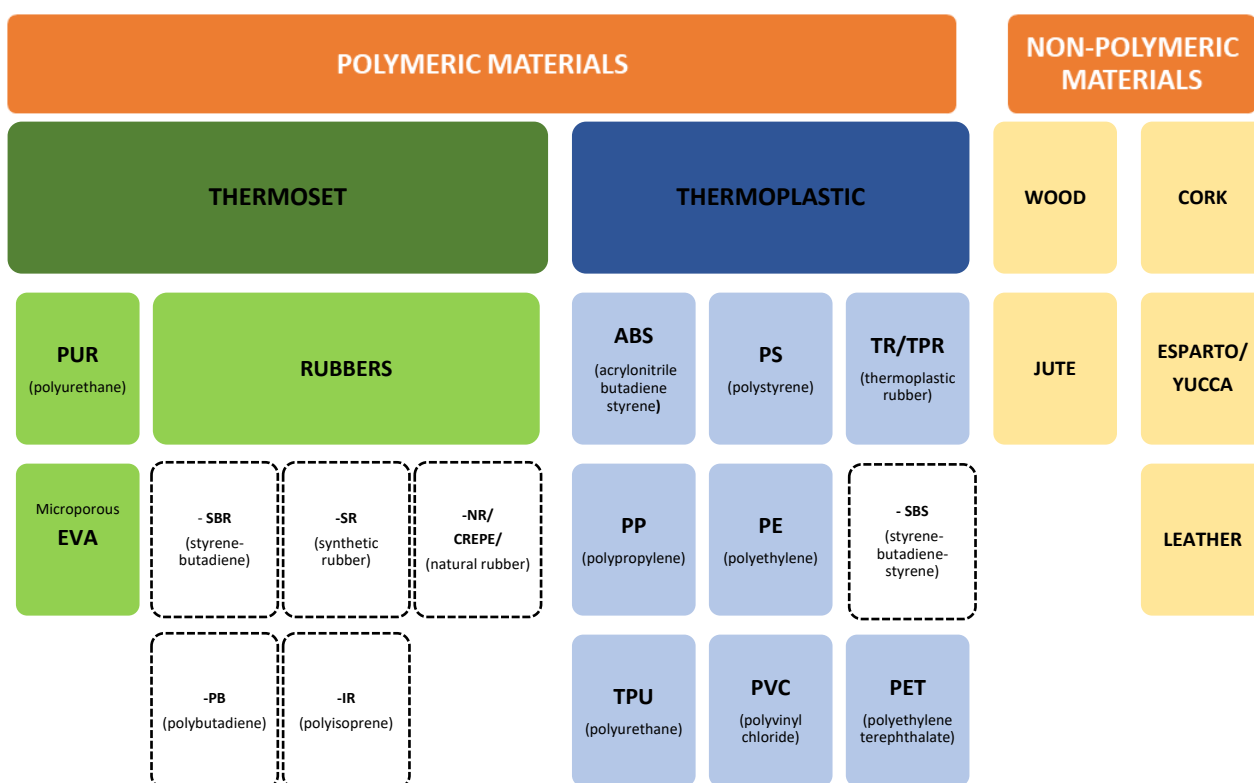 POLYMERIC MATERIALS
NON-POLYMERIC
MATERIALS
THERMOSET
THERMOPLASTIC
WOOD
CORK
PUR
(polyurethane)
RUBBERS
ABS
(acrylonitrile
butadiene
styrene)
PS
(polystyrene)
TR/TPR
(thermoplastic
rubber)
JUTE
ESPARTO/
YUCCA
Microporous
EVA
- SBR
(styrene-
butadiene)
-SR
(synthetic
rubber)
-NR/
CREPE/
(natural rubber)
PP
(polypropylene)
PE
(polyethylene)
- SBS
(styrene-
butadiene-
styrene)
LEATHER
-PB
(polybutadiene)
-IR
(polyisoprene)
TPU
(polyurethane)
PVC
(polyvinyl
chloride)
PET
(polyethylene
terephthalate)